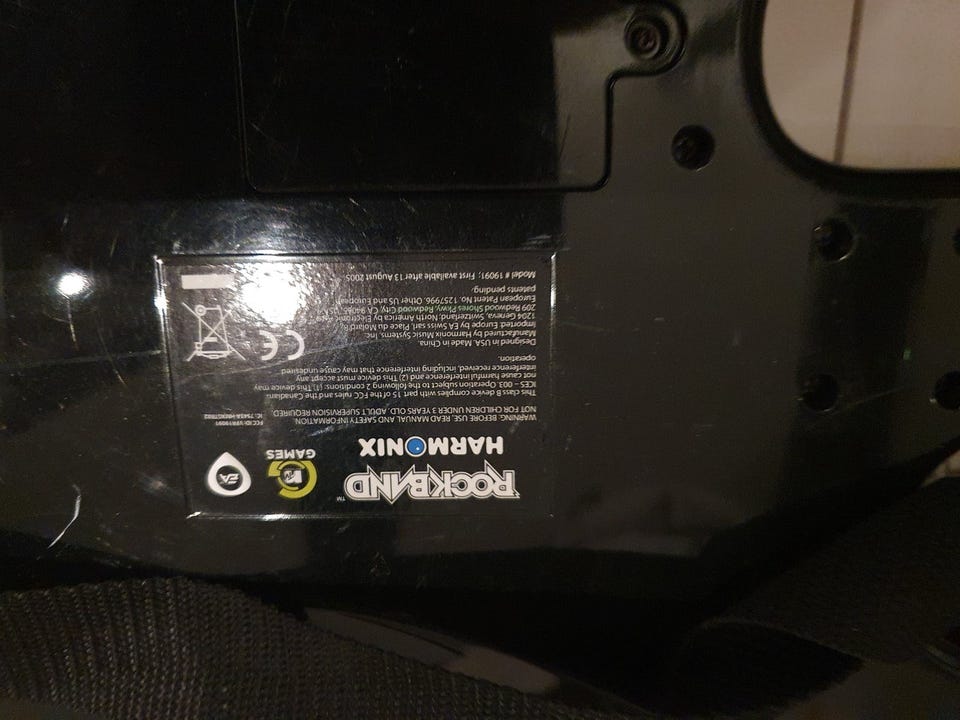 ROCKBAND™
HARMONIX
GAMES
EA
WARNING: BEFORE USE, READ MANUAL AND SAFETY INFORMATION.
NOT FOR CHILDREN UNDER 6 YEARS OLD. ADULT SUPERVISION REQUIRED
This Class B device complies with part 15 of the FCC rules and the Canadian
ICES – 003. Operation subject to the following 2 conditions: (1) This device may
not cause harmful interference and (2) This device must accept any
interference received, including interference that may cause undesired
operation.
Designed in USA. Made in China.
Manufactured by Harmonix Music Systems, Inc.
Imported: Europe by EA Swiss sarl, Place du Molard 8,
1204 Geneva, Switzerland; North America by Electronic Arts
209 Redwood Shores Pkwy, Redwood City, CA 94065, USA.
European Patent No. 1257996. Other US and European
patents pending.
Model # 19091; First available after 13 August 2005
CE